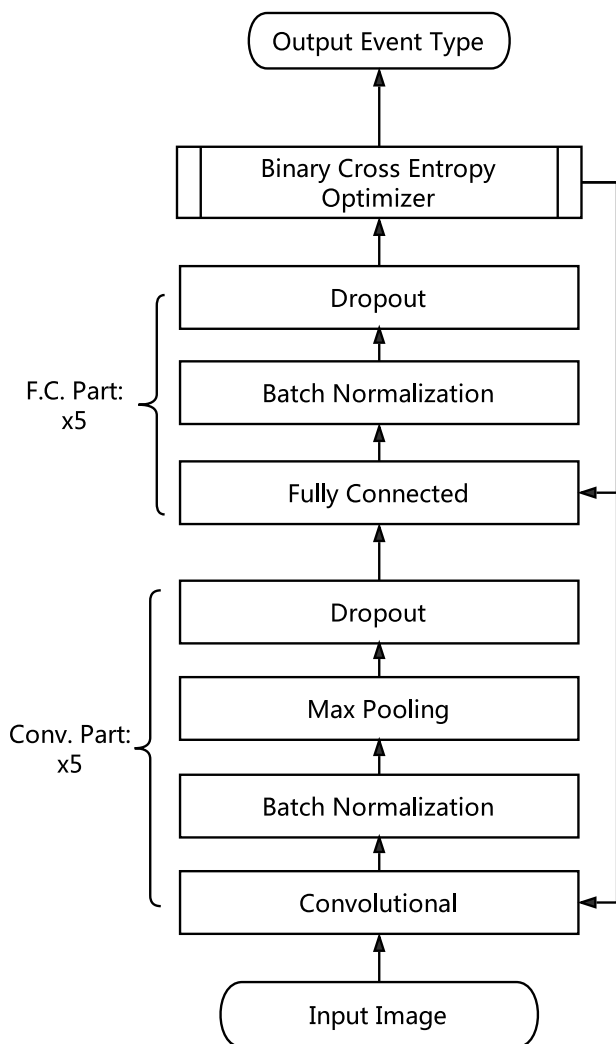 Output Event Type
Binary Cross Entropy
Optimizer
Dropout
Batch Normalization
F.C. Part:
x5
Fully Connected
Dropout
Max Pooling
Conv. Part:
x5
Batch Normalization
Convolutional
Input Image